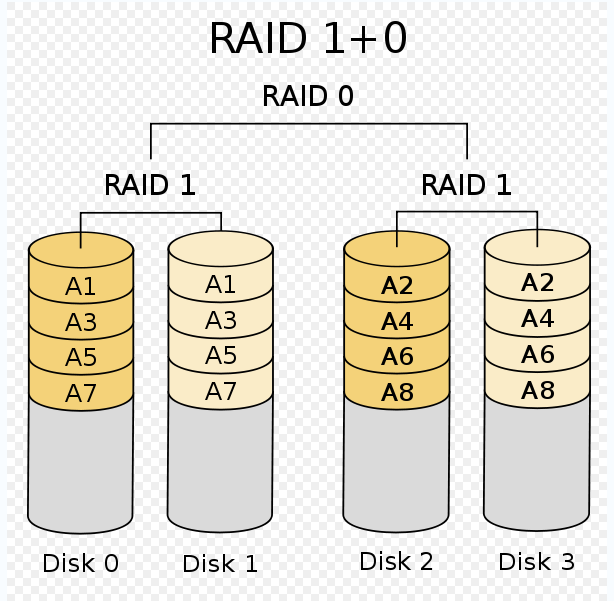 RAID 1+0
RAID 0
RAID 1
RAID 1
A1
A3
A5
A7
A1
A3
A5
A7
A2
A4
A6
A8
A2
A4
A6
A8
Disk 0
Disk 1
Disk 2
Disk 3